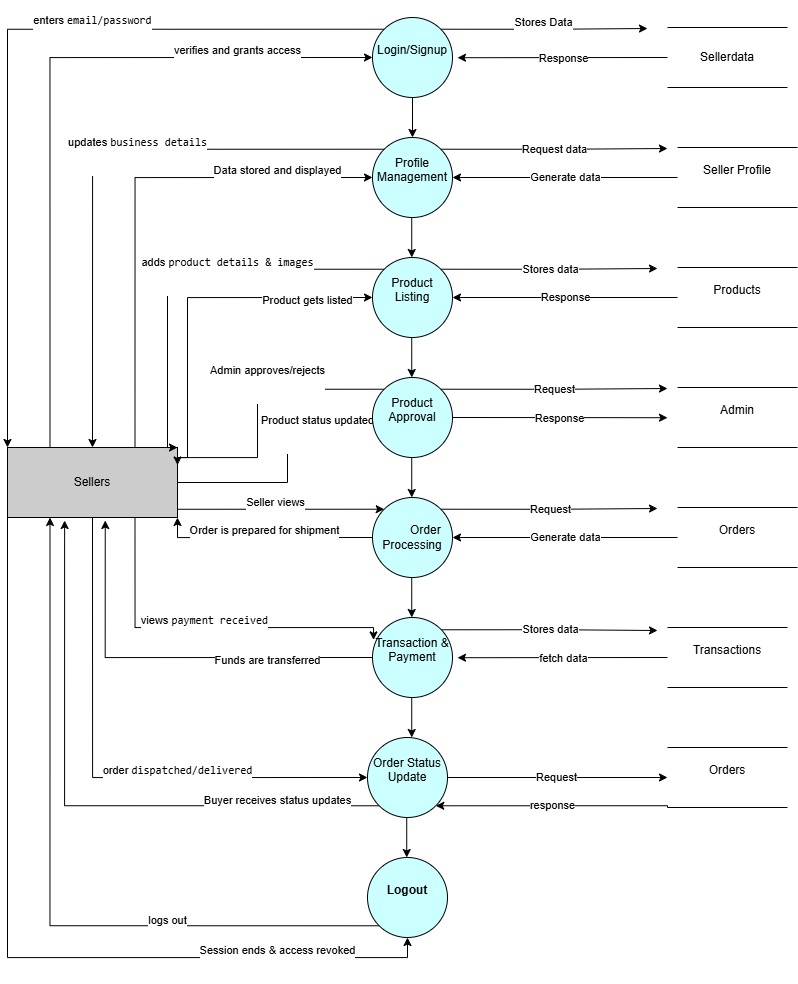 enters email/password
Stores Data
Login/Signup
verifies and grants access
Response
Sellerdata
updates business details
Request data
Profile
Management
Data stored and displayed
Generate data
Seller Profile
adds product details & images
Stores data
Product
Listing
Product gets listed
Response
Products
Admin approves/rejects
Request
Product
Approval
Product status updated
Response
Admin
Sellers
Seller views
Request
Order
Processing
Order is prepared for shipment
Generate data
Orders
views payment received
Stores data
Transaction &
Payment
Funds are transferred
fetch data
Transactions
order dispatched/delivered
Order Status
Update
Request
Orders
Buyer receives status updates
response
Logout
logs out
Session ends & access revoked